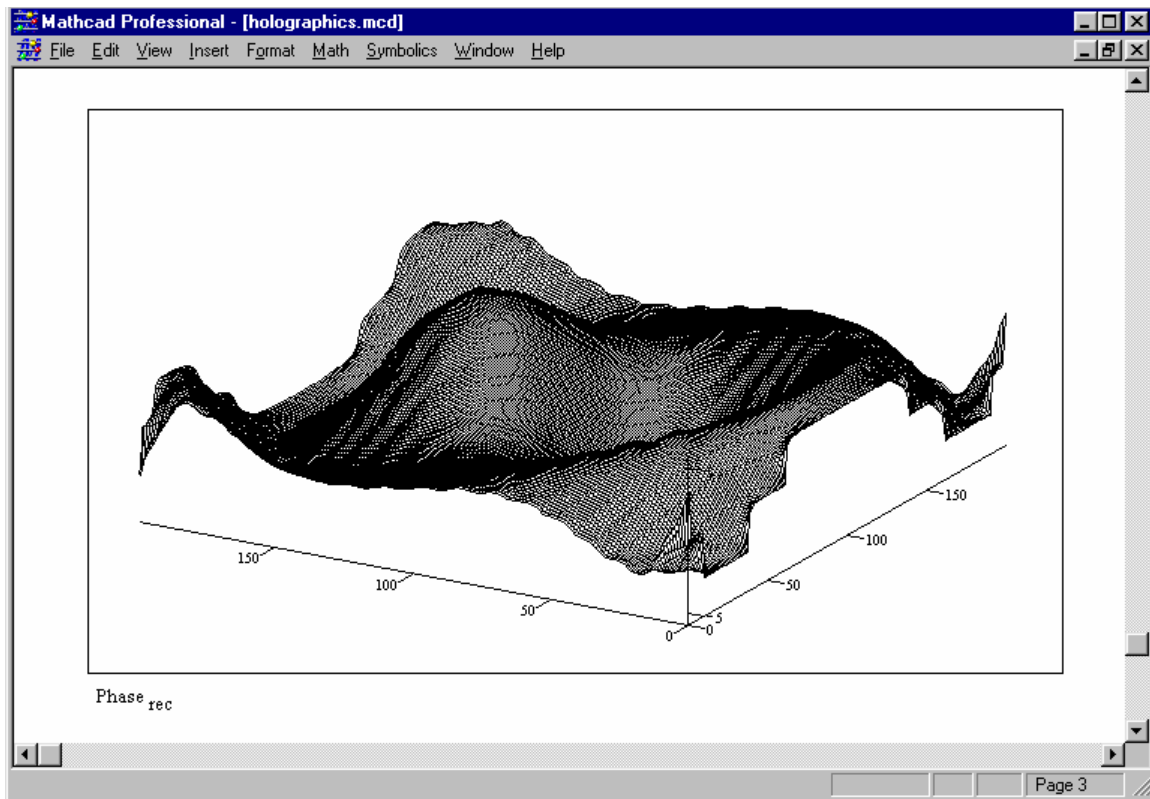 Mathcad Professional - [holographics.mcd]
File Edit View Insert Format Math Symbolics Window Help
150
100
50
0
0
5
50
100
150
Phase rec
Page 3